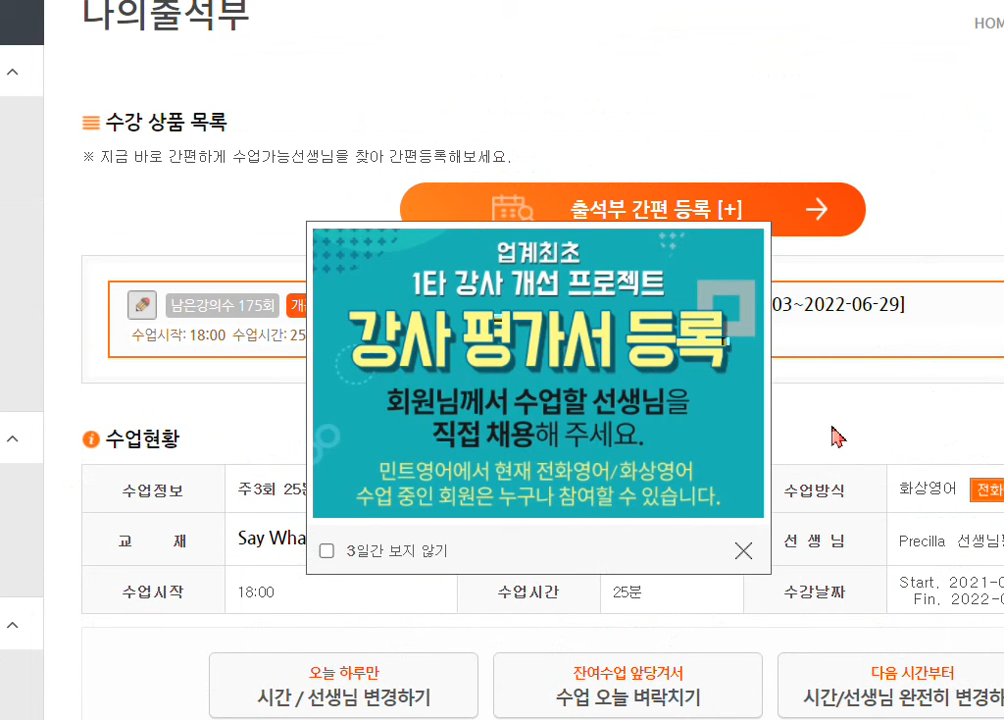 나의출석부
HOM
수강 상품 목록
※ 지금 바로 간편하게 수업가능선생님을 찾아 간편등록해보세요.
출석부 간편 등록 [+]
업계최초
1타 강사 개선 프로젝트
강사 평가서 등록
회원님께서 수업할 선생님을
직접 채용해 주세요.
민트영어에서 현재 전화영어/화상영어
수업 중인 회원은 누구나 참여할 수 있습니다.
3일간 보지 않기
남은강의수 175회
03~2022-06-29]
수업시작: 18:00 수업시간: 25
수업현황
수업정보 주3회 25 수업방식 화상영어 전화
교 재 Say Wha 선 생 님 Precilla 선생님
수업시작 18:00 수업시간 25분 수강날짜 Start. 2021-0
Fin. 2022-0
오늘 하루만
시간 / 선생님 변경하기
잔여수업 앞당겨서
수업 오늘 벼락치기
다음 시간부터
시간/선생님 완전히 변경하